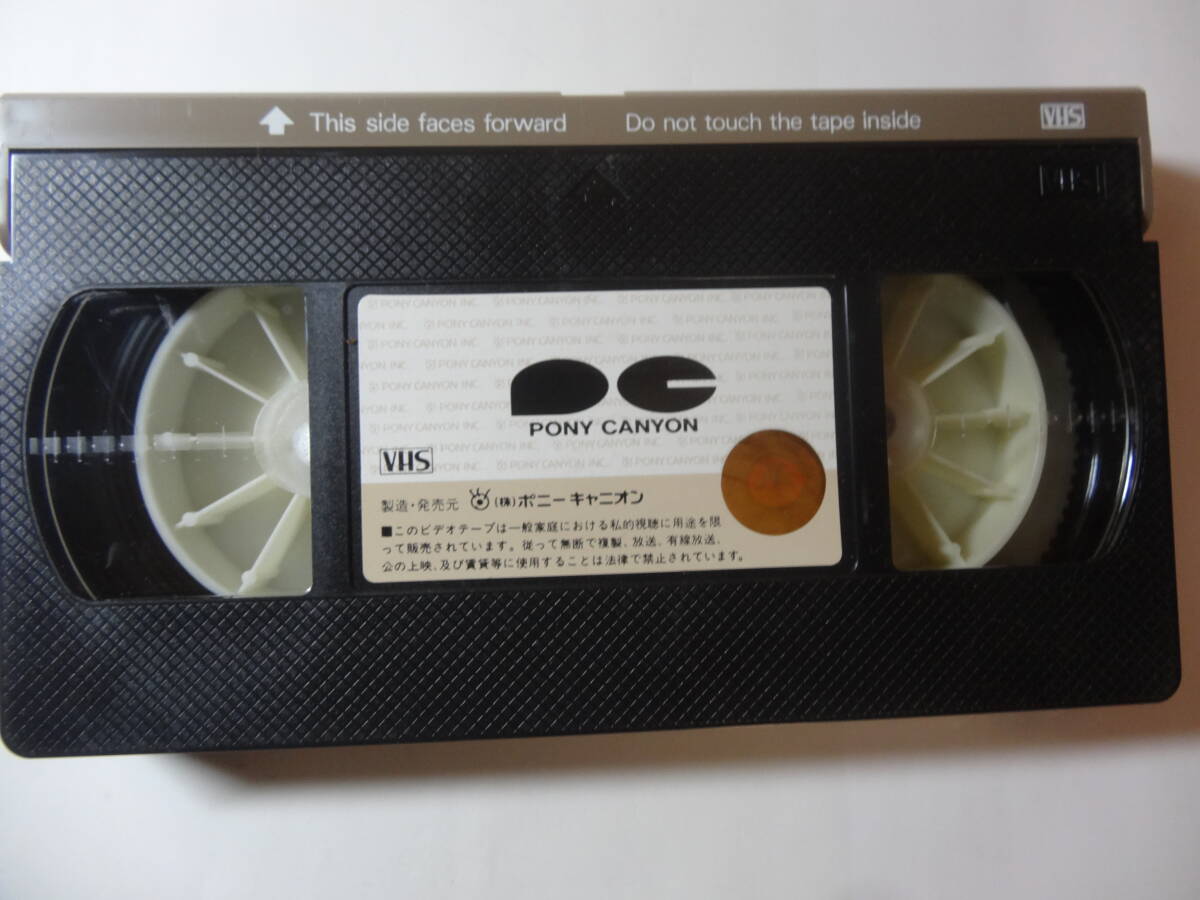 This side faces forward Do not touch the tape inside VHS
PONY CANYON
VHS
製造・発売元 (株)ポニーキャニオン
■このビデオテープは一般家庭における私的視聴に用途を限
って販売されています。従って無断で複製、放送、有線放送、
公の上映、及び賃貸等に使用することは法律で禁止されています。